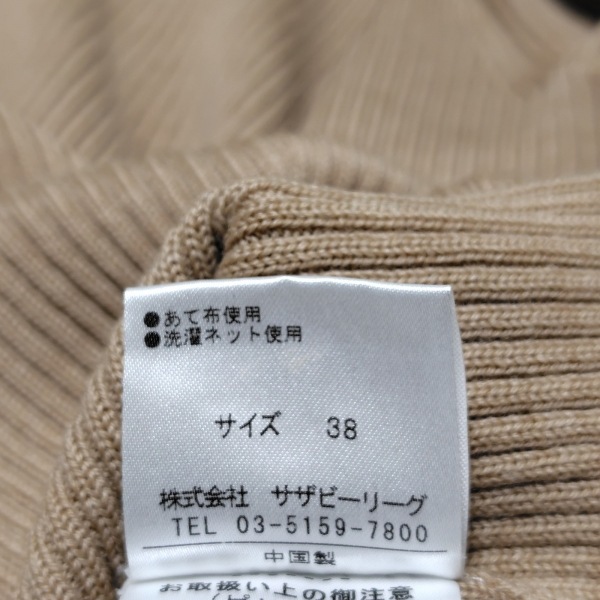 ●あて布使用
●洗濯ネット使用
サイズ 38
株式会社 サザビーリーグ
TEL 03-5159-7800
中国製
お取扱い上の御注意